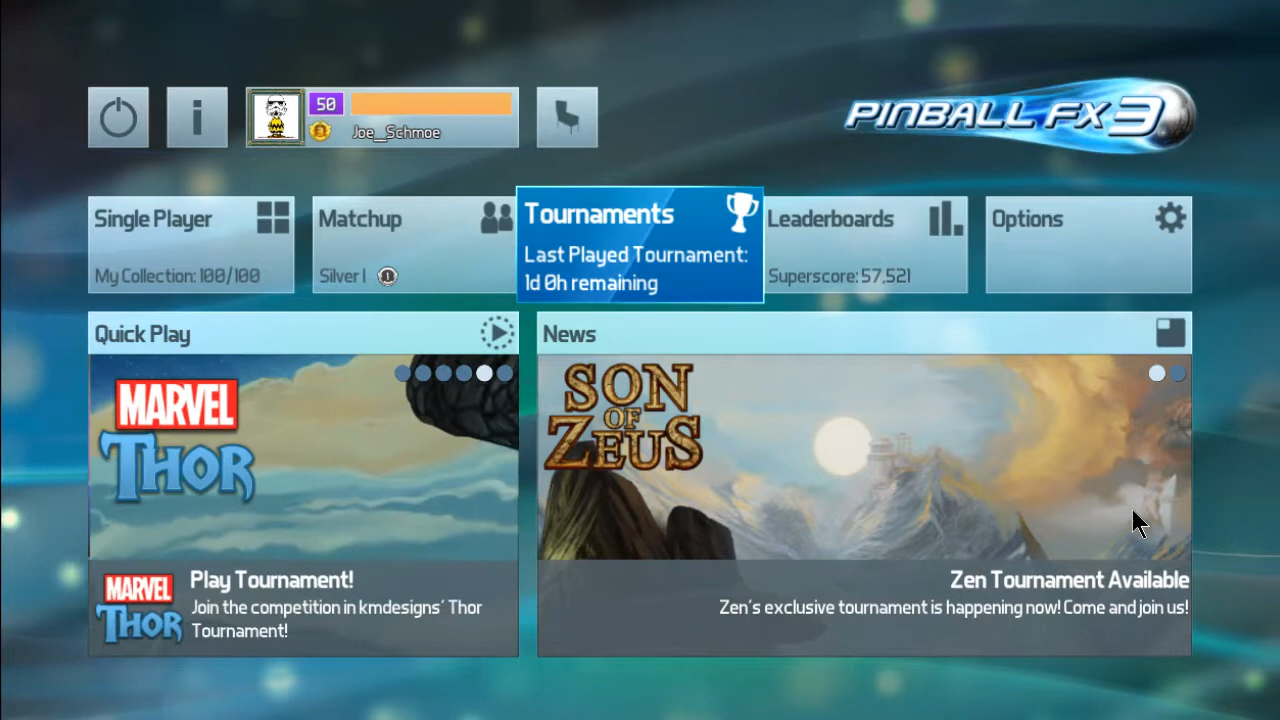 50
Joe_Schmoe
PINBALL FX3
Single Player
My Collection: 100/100
Matchup
Silver I
Tournaments
Last Played Tournament:
1d 0h remaining
Leaderboards
Superscore: 57,521
Options
Quick Play
MARVEL
THOR
MARVEL
THOR
Play Tournament!
Join the competition in kmdesigns' Thor
Tournament!
News
SON
OF
ZEUS
Zen Tournament Available
Zen's exclusive tournament is happening now! Come and join us!